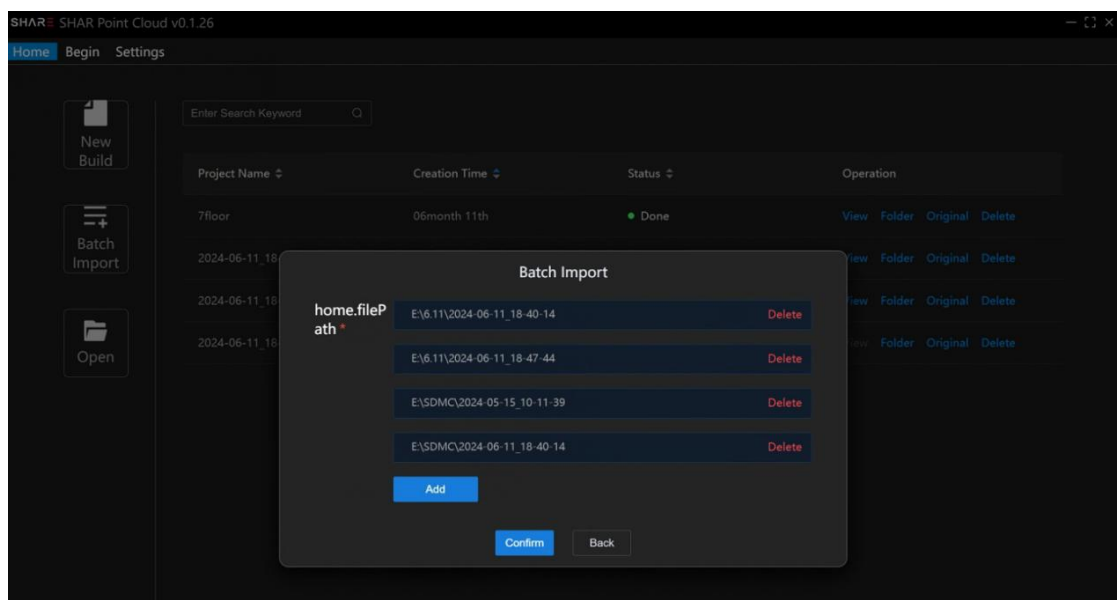 SHARE SHAR Point Cloud v0.1.26
Home Begin Settings
New
Build
Batch
Import
Open
Enter Search Keyword
Project Name Creation Time Status Operation
7floor 06month 11th Done View Folder Original Delete
2024-06-11_18 View Folder Original Delete
2024-06-11_18 View Folder Original Delete
2024-06-11_18 View Folder Original Delete
Batch Import
home.fileP
ath *
E:\6.11\2024-06-11_18-40-14 Delete
E:\6.11\2024-06-11_18-47-44 Delete
E:\SDMC\2024-05-15_10-11-39 Delete
E:\SDMC\2024-06-11_18-40-14 Delete
Add
Confirm Back